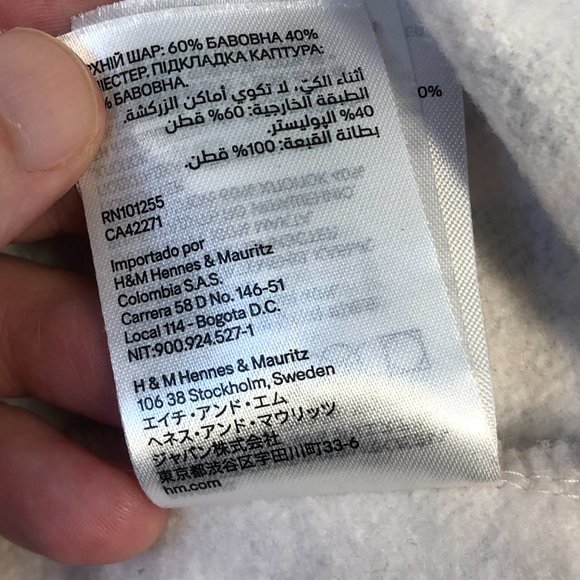 ХНІЙ ШАР: 60% БАВОВНА 40%
ІЕСТЕР, ПІДКЛАДКА КАПТУРА:
% БАВОВНА.
أثناء الكيّ، لا تكوي أماكن الزركشة.
الطبقة الخارجية: 60% قطن
40% البوليستر.
بطانة القبعة: 100% قطن.
0%
RN101255
CA42271
Importado por
H&M Hennes & Mauritz
Colombia S.A.S.
Carrera 58 D No. 146-51
Local 114 - Bogota D.C.
NIT:900.924.527-1
H & M Hennes & Mauritz
106 38 Stockholm, Sweden
エイチ・アンド・エム
ヘネス・アンド・マウリッツ
ジャパン株式会社
東京都渋谷区宇田川町33-6
hm.com